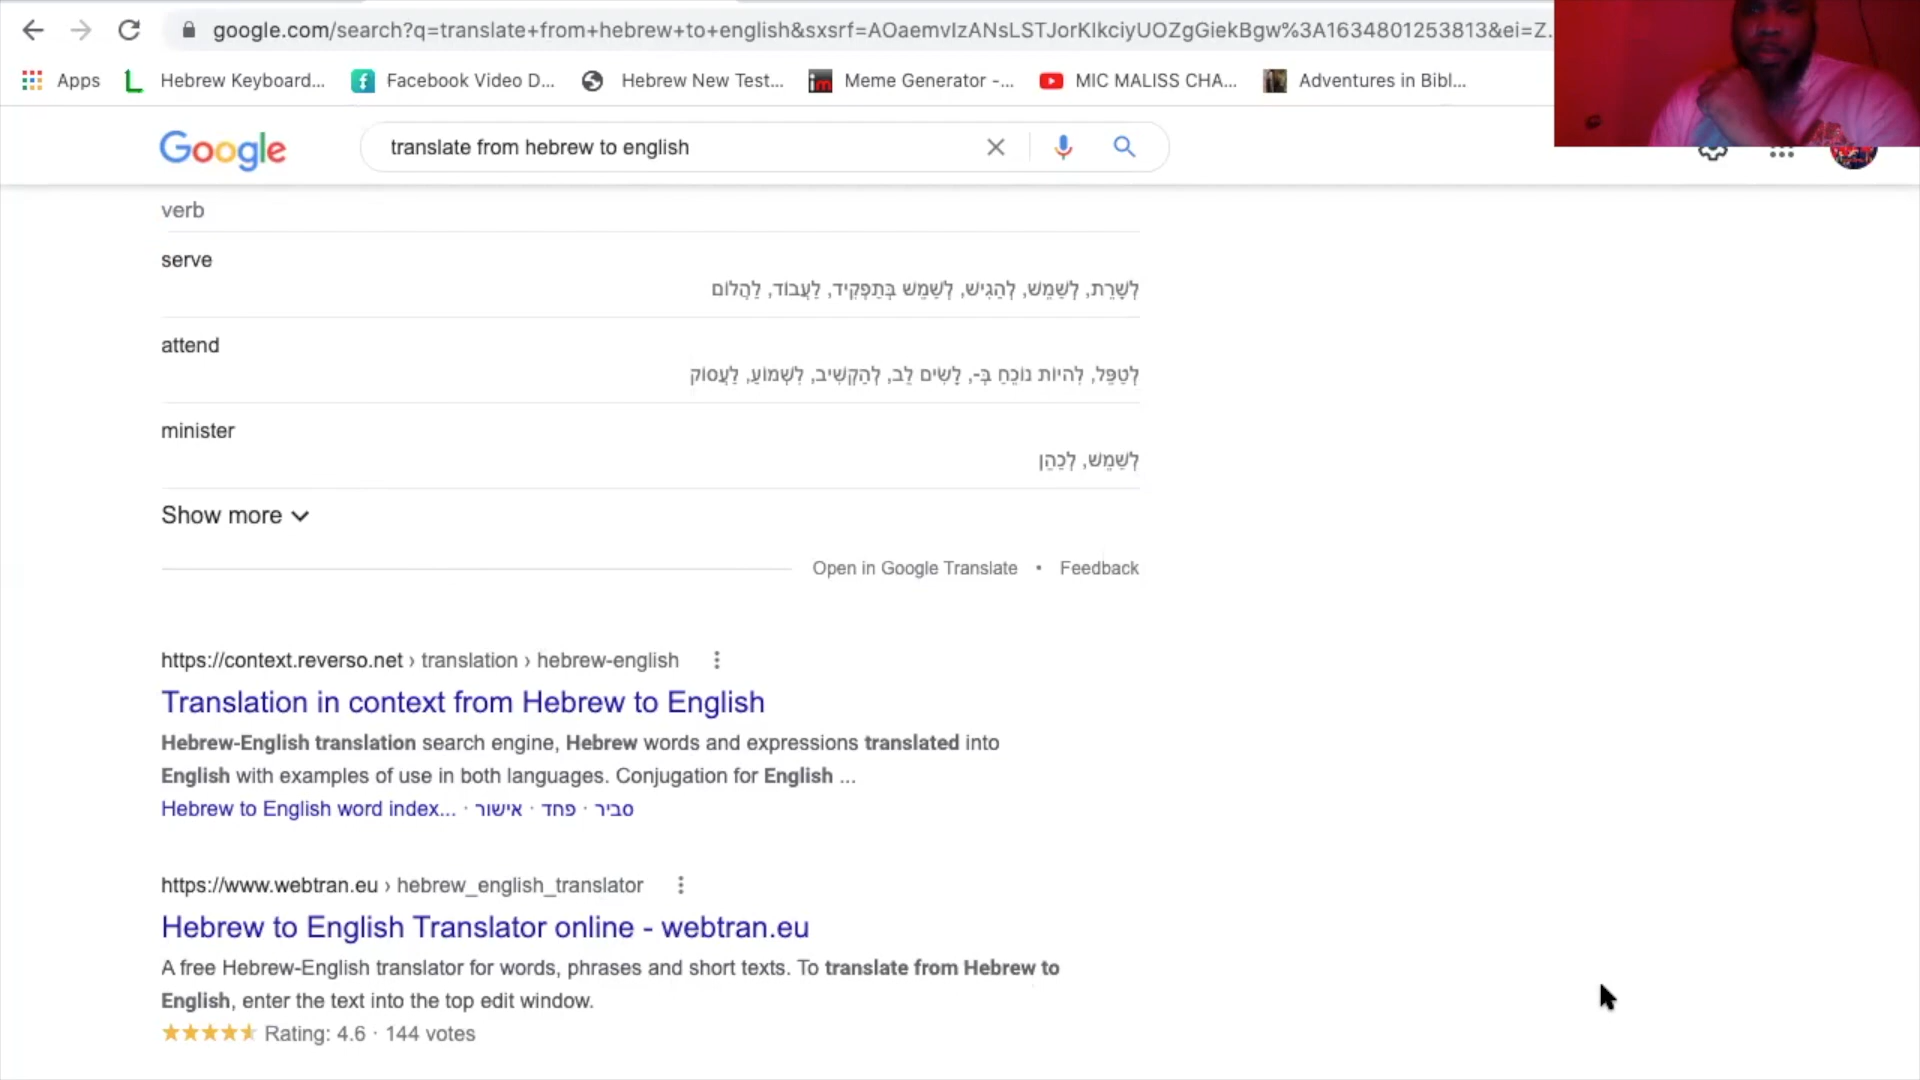 google.com/search?q=translate+from+hebrew+to+english&sxsrf=AOaemvIzANsLSTJorKIkciyUOZgGiekBgw%3A1634801253813&ei=Z.
Apps Hebrew Keyboard... Facebook Video D... Hebrew New Test... Meme Generator -... MIC MALISS CHA... Adventures in Bibl...
Google translate from hebrew to english
verb
serve
לְשָׁרֵת, לְשַׁמֵשׁ, לְהַגִישׁ, לְשַׁמֵשׁ בְּתַפְקִיד, לַעֲבוֹד, לַהֲלוֹם
attend
לְטַפֵּל, לִהיוֹת נוֹכֵחַ בְּ-, לָשִׂים לֵב, לְהַקְשִׁיב, לִשְׁמוֹעַ, לַעֲסוֹק
minister
לְשַׁמֵשׁ, לְכַהֵן
Show more
Open in Google Translate • Feedback
https://context.reverso.net › translation › hebrew-english
Translation in context from Hebrew to English
Hebrew-English translation search engine, Hebrew words and expressions translated into
English with examples of use in both languages. Conjugation for English ...
Hebrew to English word index... · אישור · פחד · סביר
https://www.webtran.eu › hebrew_english_translator
Hebrew to English Translator online - webtran.eu
A free Hebrew-English translator for words, phrases and short texts. To translate from Hebrew to
English, enter the text into the top edit window.
Rating: 4.6 · 144 votes